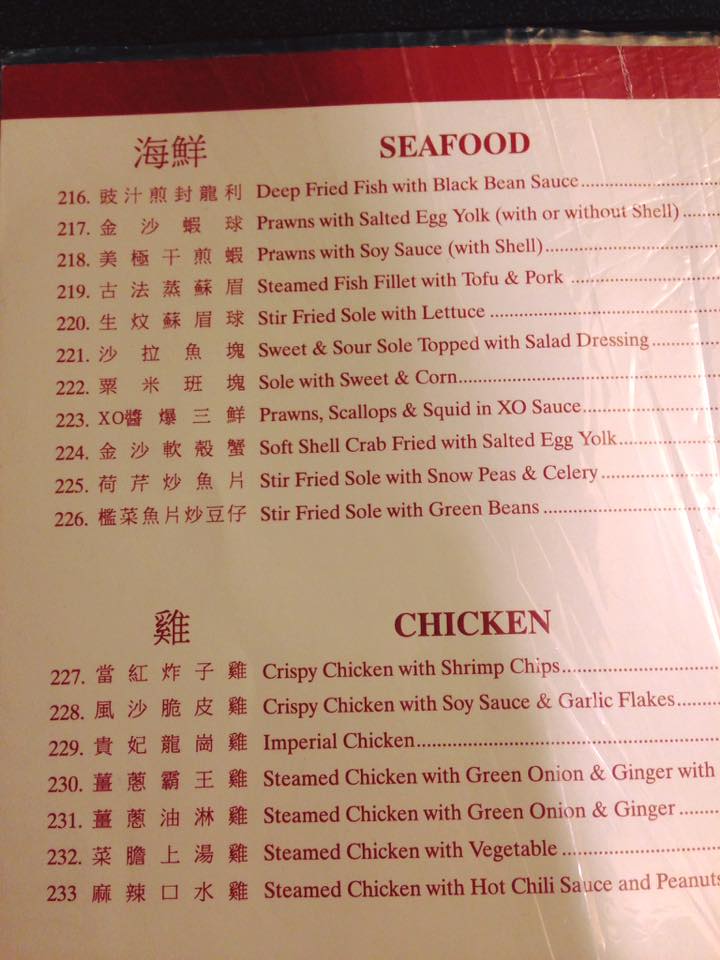 海鮮 SEAFOOD
216. 豉汁煎封龍利 Deep Fried Fish with Black Bean Sauce
217. 金沙蝦球 Prawns with Salted Egg Yolk (with or without Shell)
218. 美極干煎蝦 Prawns with Soy Sauce (with Shell)
219. 古法蒸蘇眉 Steamed Fish Fillet with Tofu & Pork
220. 生炆蘇眉球 Stir Fried Sole with Lettuce
221. 沙拉魚塊 Sweet & Sour Sole Topped with Salad Dressing
222. 粟米班塊 Sole with Sweet & Corn
223. XO醬爆三鮮 Prawns, Scallops & Squid in XO Sauce
224. 金沙軟殼蟹 Soft Shell Crab Fried with Salted Egg Yolk
225. 荷芹炒魚片 Stir Fried Sole with Snow Peas & Celery
226. 欖菜魚片炒豆仔 Stir Fried Sole with Green Beans
雞 CHICKEN
227. 當紅炸子雞 Crispy Chicken with Shrimp Chips
228. 風沙脆皮雞 Crispy Chicken with Soy Sauce & Garlic Flakes
229. 貴妃龍崗雞 Imperial Chicken
230. 薑蔥霸王雞 Steamed Chicken with Green Onion & Ginger with
231. 薑蔥油淋雞 Steamed Chicken with Green Onion & Ginger
232. 菜膽上湯雞 Steamed Chicken with Vegetable
233 麻辣口水雞 Steamed Chicken with Hot Chili Sauce and Peanuts